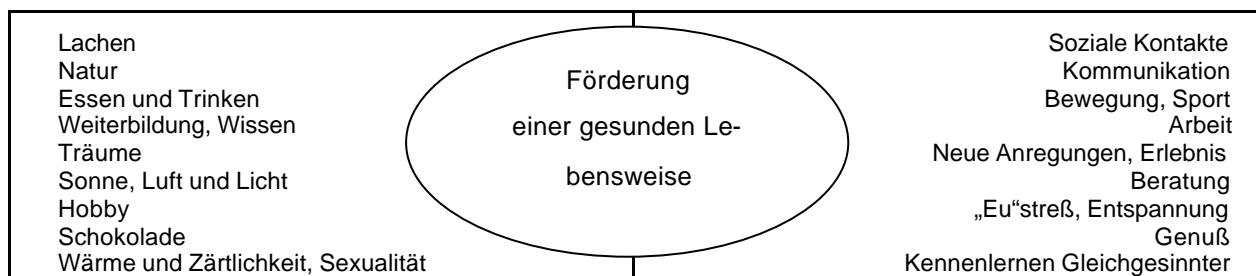 Lachen
Natur
Essen und Trinken
Weiterbildung, Wissen
Träume
Sonne, Luft und Licht
Hobby
Schokolade
Wärme und Zärtlichkeit, Sexualität
Förderung
einer gesunden Le-
bensweise
Soziale Kontakte
Kommunikation
Bewegung, Sport
Arbeit
Neue Anregungen, Erlebnis
Beratung
„Eu“streß, Entspannung
Genuß
Kennenlernen Gleichgesinnter